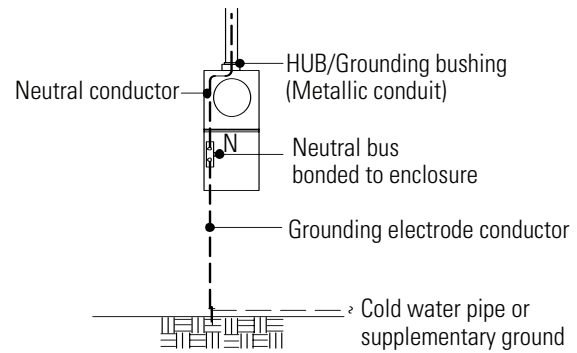 HUB/Grounding bushing
(Metallic conduit)
Neutral conductor
N
Neutral bus
bonded to enclosure
Grounding electrode conductor
Cold water pipe or
supplementary ground